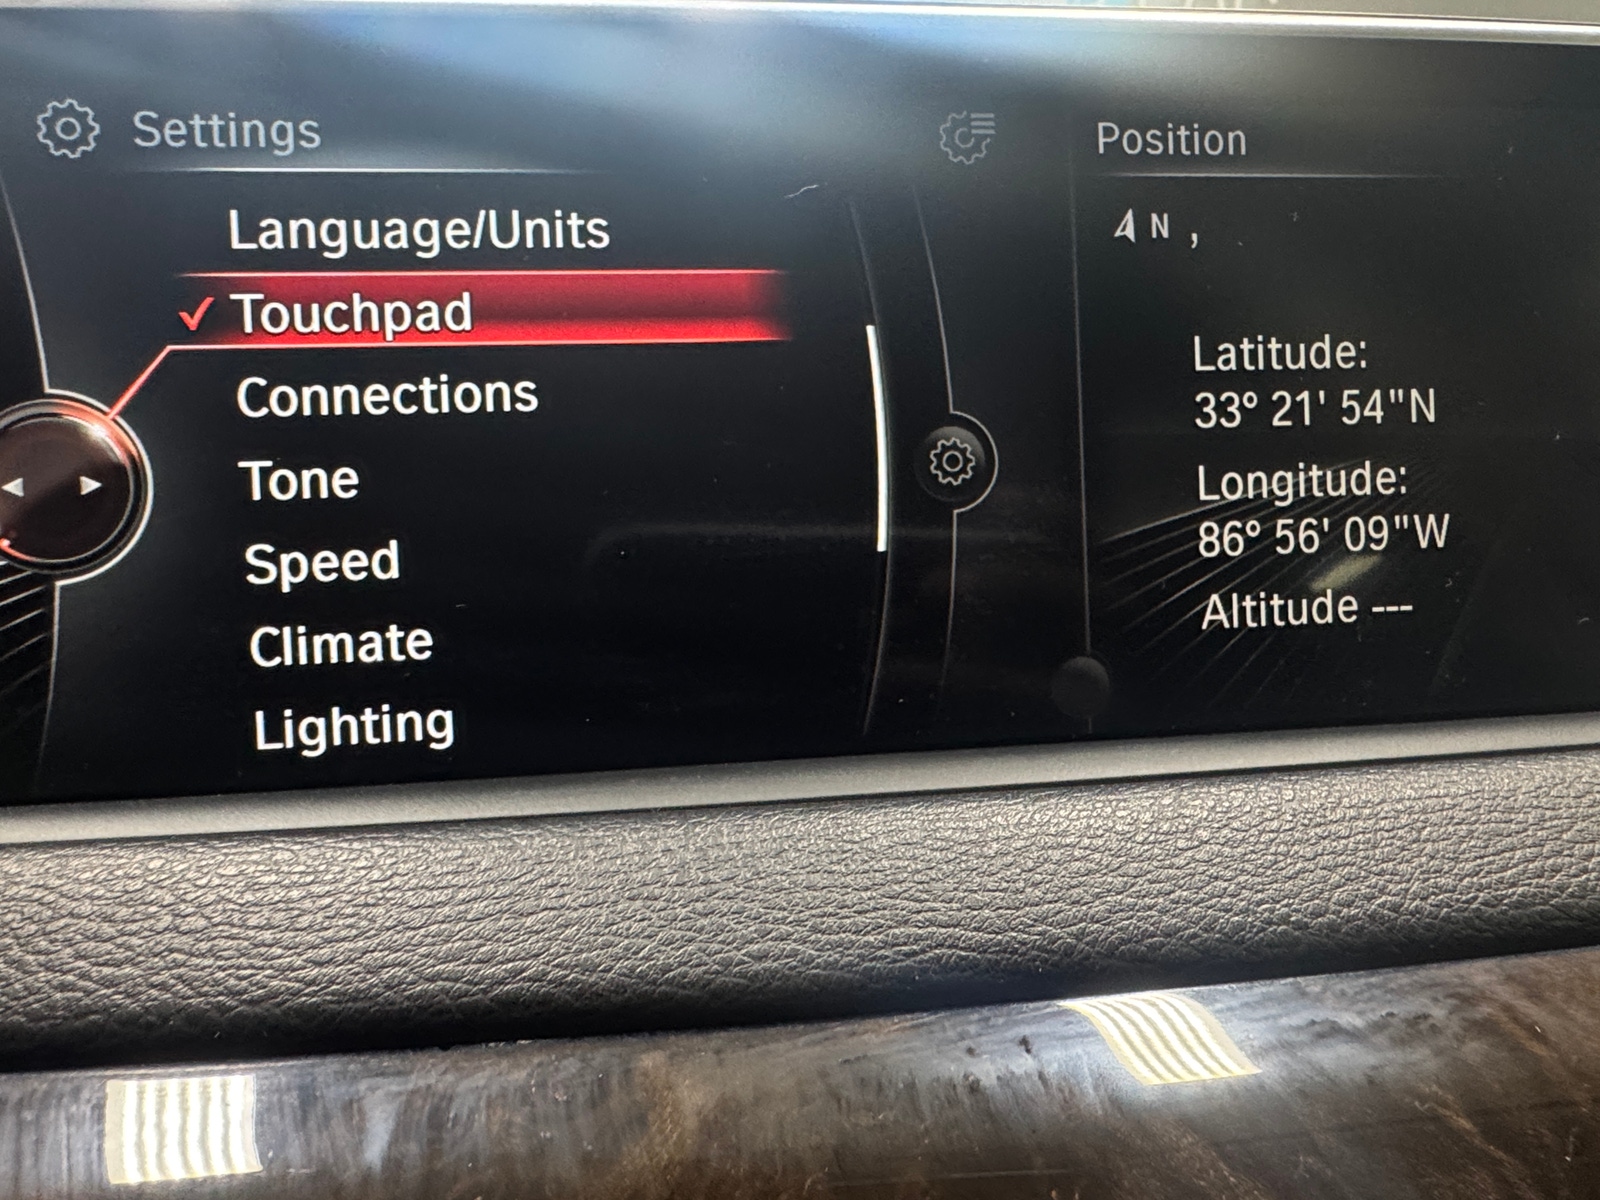 Settings
Language/Units
Touchpad
Connections
Tone
Speed
Climate
Lighting
Position
N ,
Latitude:
33° 21' 54"N
Longitude:
86° 56' 09"W
Altitude ---